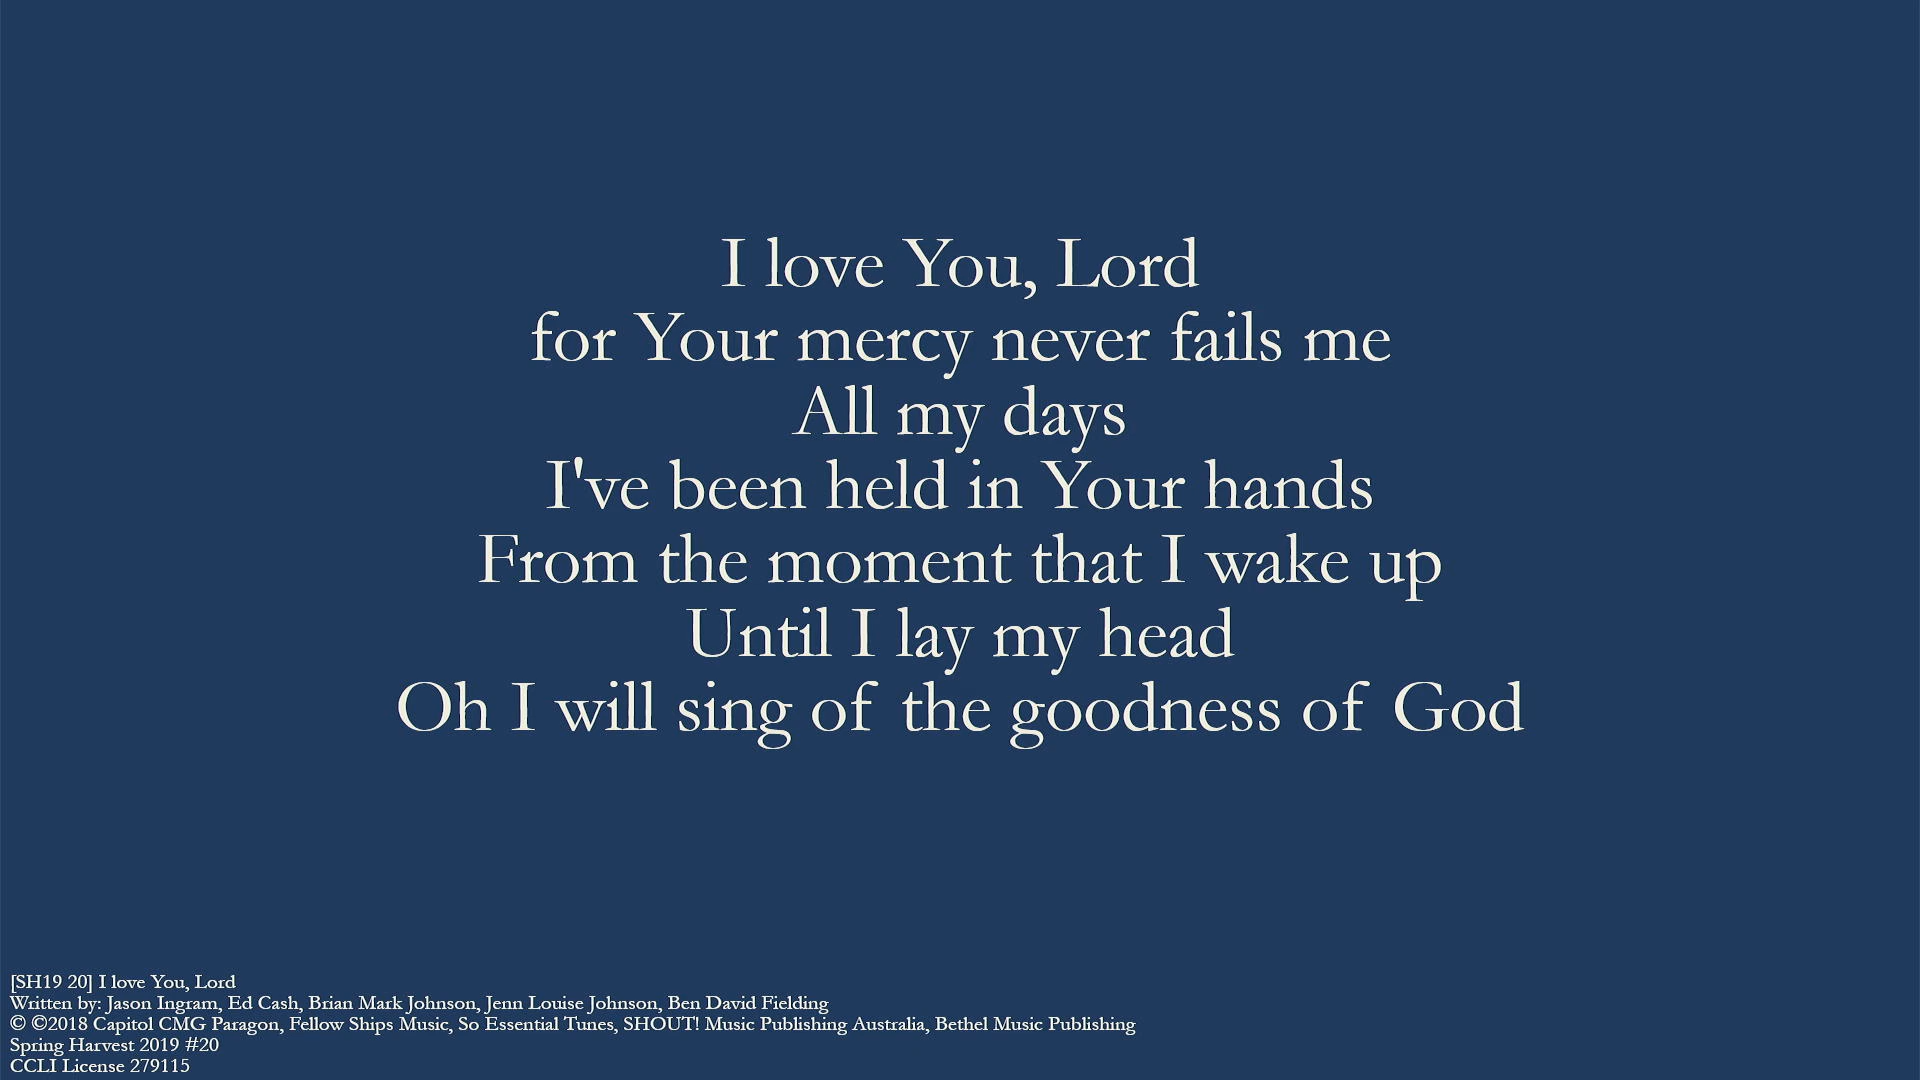 I love You, Lord
for Your mercy never fails me
All my days
I've been held in Your hands
From the moment that I wake up
Until I lay my head
Oh I will sing of the goodness of God
[SH19 20] I love You, Lord
Written by: Jason Ingram, Ed Cash, Brian Mark Johnson, Jenn Louise Johnson, Ben David Fielding
© ©2018 Capitol CMG Paragon, Fellow Ships Music, So Essential Tunes, SHOUT! Music Publishing Australia, Bethel Music Publishing
Spring Harvest 2019 #20
CCLI License 279115